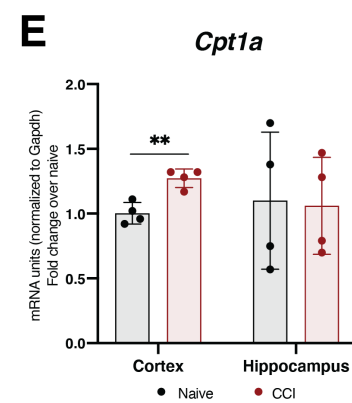 E
Cpt1a
mRNA units (normalized to Gapdh)
Fold change over naive
2.0
1.5
1.0
0.5
0.0
**
Cortex
Hippocampus
Naive
CCI